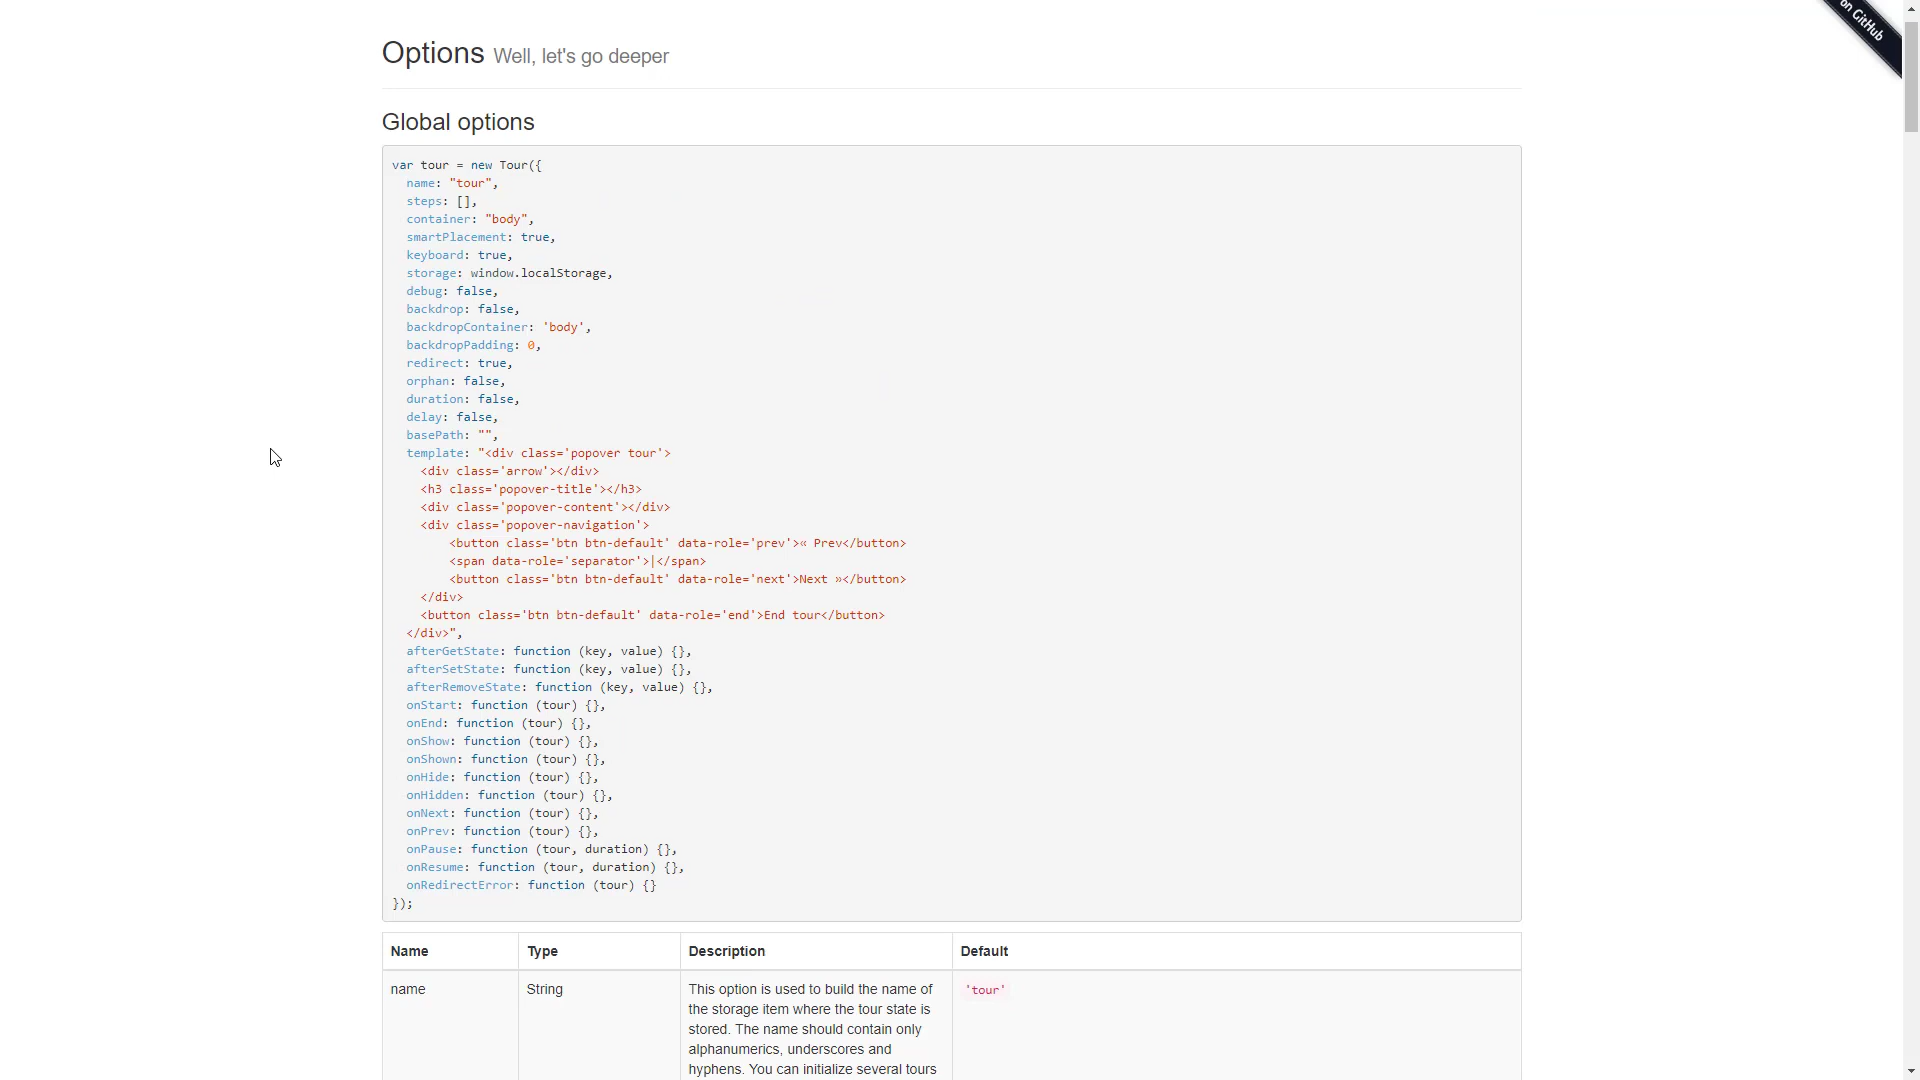 on GitHub
Options Well, let's go deeper
Global options
var tour = new Tour({
  name: "tour",
  steps: [],
  container: "body",
  smartPlacement: true,
  keyboard: true,
  storage: window.localStorage,
  debug: false,
  backdrop: false,
  backdropContainer: 'body',
  backdropPadding: 0,
  redirect: true,
  orphan: false,
  duration: false,
  delay: false,
  basePath: "",
  template: "<div class='popover tour'>
    <div class='arrow'></div>
    <h3 class='popover-title'></h3>
    <div class='popover-content'></div>
    <div class='popover-navigation'>
        <button class='btn btn-default' data-role='prev'>« Prev</button>
        <span data-role='separator'>|</span>
        <button class='btn btn-default' data-role='next'>Next »</button>
    </div>
    <button class='btn btn-default' data-role='end'>End tour</button>
  </div>",
  afterGetState: function (key, value) {},
  afterSetState: function (key, value) {},
  afterRemoveState: function (key, value) {},
  onStart: function (tour) {},
  onEnd: function (tour) {},
  onShow: function (tour) {},
  onShown: function (tour) {},
  onHide: function (tour) {},
  onHidden: function (tour) {},
  onNext: function (tour) {},
  onPrev: function (tour) {},
  onPause: function (tour, duration) {},
  onResume: function (tour, duration) {},
  onRedirectError: function (tour) {}
});
Name Type Description Default
name String This option is used to build the name of 'tour'
the storage item where the tour state is
stored. The name should contain only
alphanumerics, underscores and
hyphens. You can initialize several tours